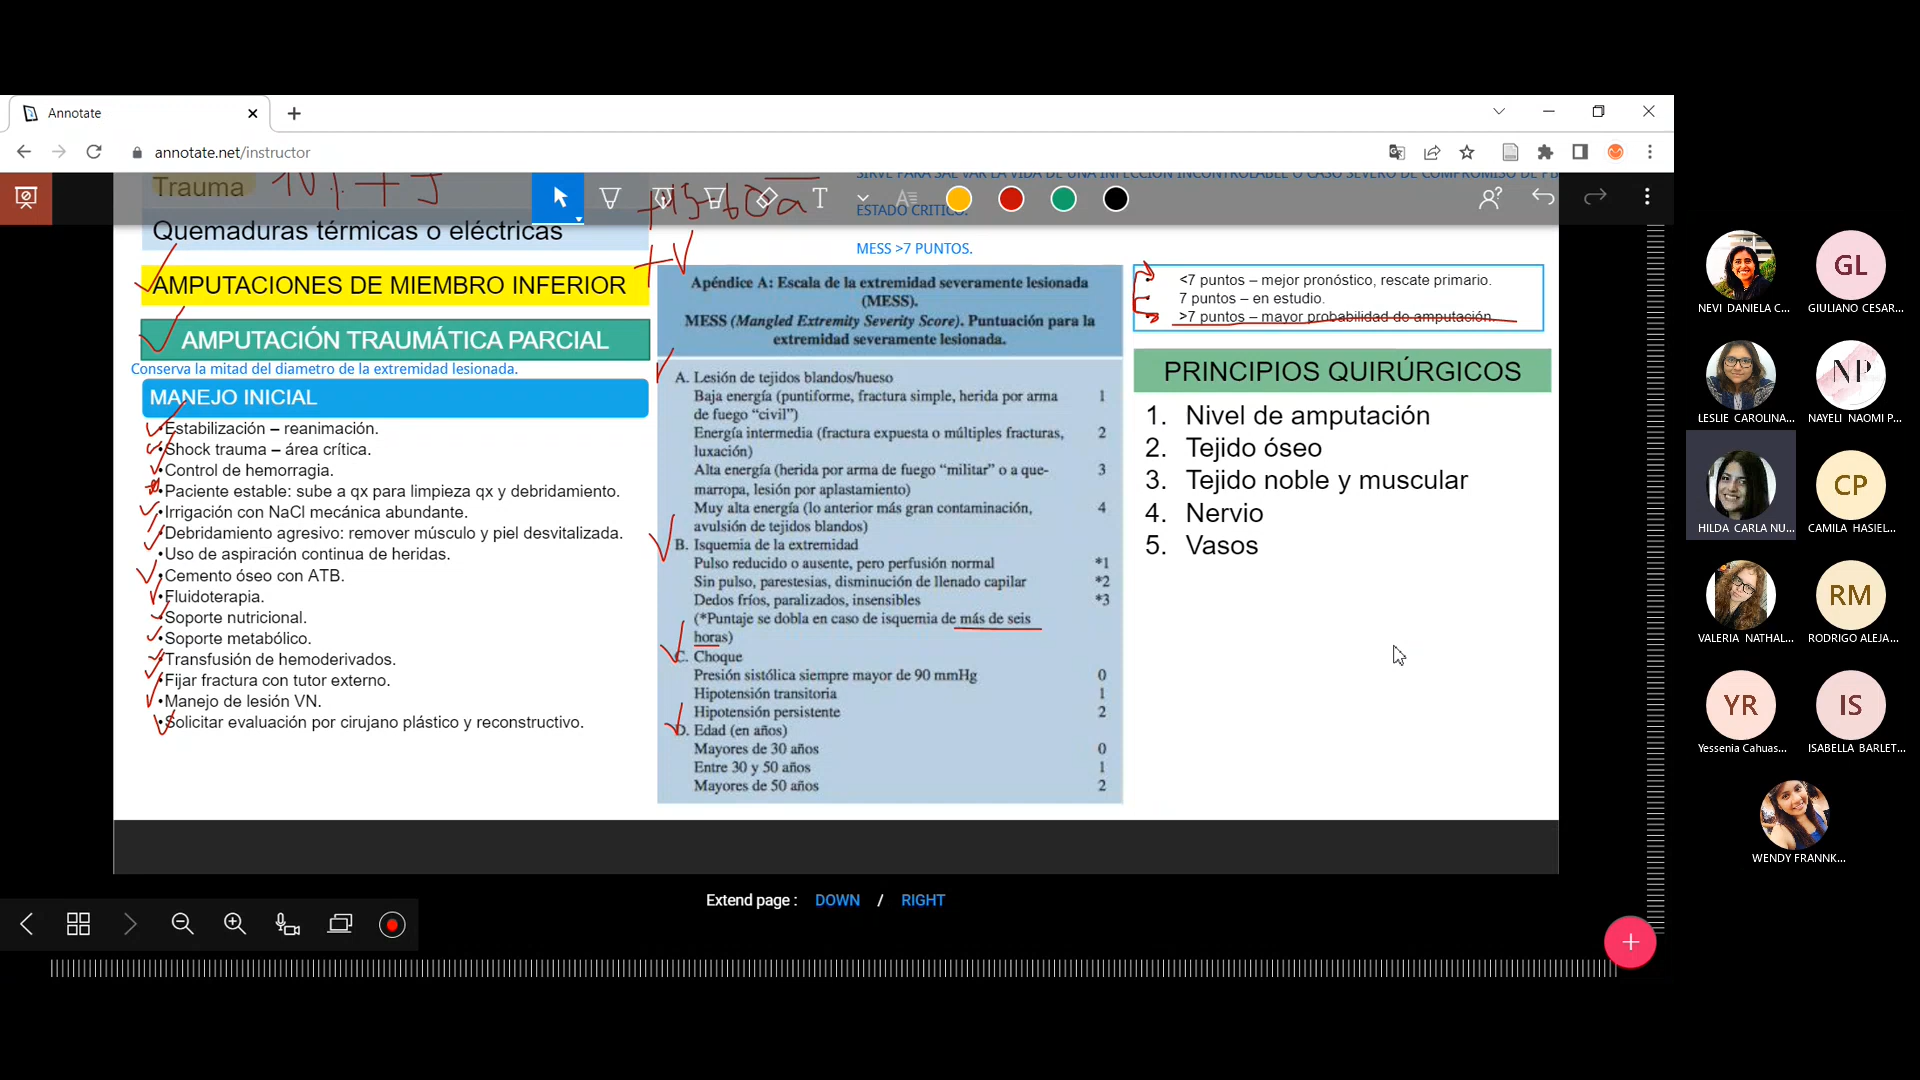 Annotate
annotate.net/instructor
Trauma
ESTADO CRITICO.
Quemaduras térmicas o eléctricas
MESS >7 PUNTOS.
AMPUTACIONES DE MIEMBRO INFERIOR
AMPUTACIÓN TRAUMÁTICA PARCIAL
Conserva la mitad del diametro de la extremidad lesionada.
MANEJO INICIAL
•Estabilización – reanimación.
•Shock trauma – área crítica.
•Control de hemorragia.
•Paciente estable: sube a qx para limpieza qx y debridamiento.
•Irrigación con NaCl mecánica abundante.
•Debridamiento agresivo: remover músculo y piel desvitalizada.
•Uso de aspiración continua de heridas.
•Cemento óseo con ATB.
•Fluidoterapia.
•Soporte nutricional.
•Soporte metabólico.
•Transfusión de hemoderivados.
•Fijar fractura con tutor externo.
•Manejo de lesión VN.
•Solicitar evaluación por cirujano plástico y reconstructivo.
Apéndice A: Escala de la extremidad severamente lesionada
(MESS).
MESS (Mangled Extremity Severity Score). Puntuación para la
extremidad severamente lesionada.
A. Lesión de tejidos blandos/hueso
Baja energía (puntiforme, fractura simple, herida por arma 1
de fuego “civil”)
Energía intermedia (fractura expuesta o múltiples fracturas, 2
luxación)
Alta energía (herida por arma de fuego “militar” o a que- 3
marropa, lesión por aplastamiento)
Muy alta energía (lo anterior más gran contaminación, 4
avulsión de tejidos blandos)
B. Isquemia de la extremidad
Pulso reducido o ausente, pero perfusión normal *1
Sin pulso, parestesias, disminución de llenado capilar *2
Dedos fríos, paralizados, insensibles *3
(*Puntaje se dobla en caso de isquemia de más de seis
horas)
C. Choque
Presión sistólica siempre mayor de 90 mmHg 0
Hipotensión transitoria 1
Hipotensión persistente 2
D. Edad (en años)
Mayores de 30 años 0
Entre 30 y 50 años 1
Mayores de 50 años 2
<7 puntos – mejor pronóstico, rescate primario.
7 puntos – en estudio.
>7 puntos – mayor probabilidad de amputación.
PRINCIPIOS QUIRÚRGICOS
1. Nivel de amputación
2. Tejido óseo
3. Tejido noble y muscular
4. Nervio
5. Vasos
Extend page : DOWN / RIGHT
GL
NEVI DANIELA C... GIULIANO CESAR...
NP
LESLIE CAROLINA... NAYELI NAOMI P...
CP
HILDA CARLA NU... CAMILA HASIEL...
RM
VALERIA NATHAL... RODRIGO ALEJA...
YR IS
Yessenia Cahuas... ISABELLA BARLET...
WENDY FRANNK...